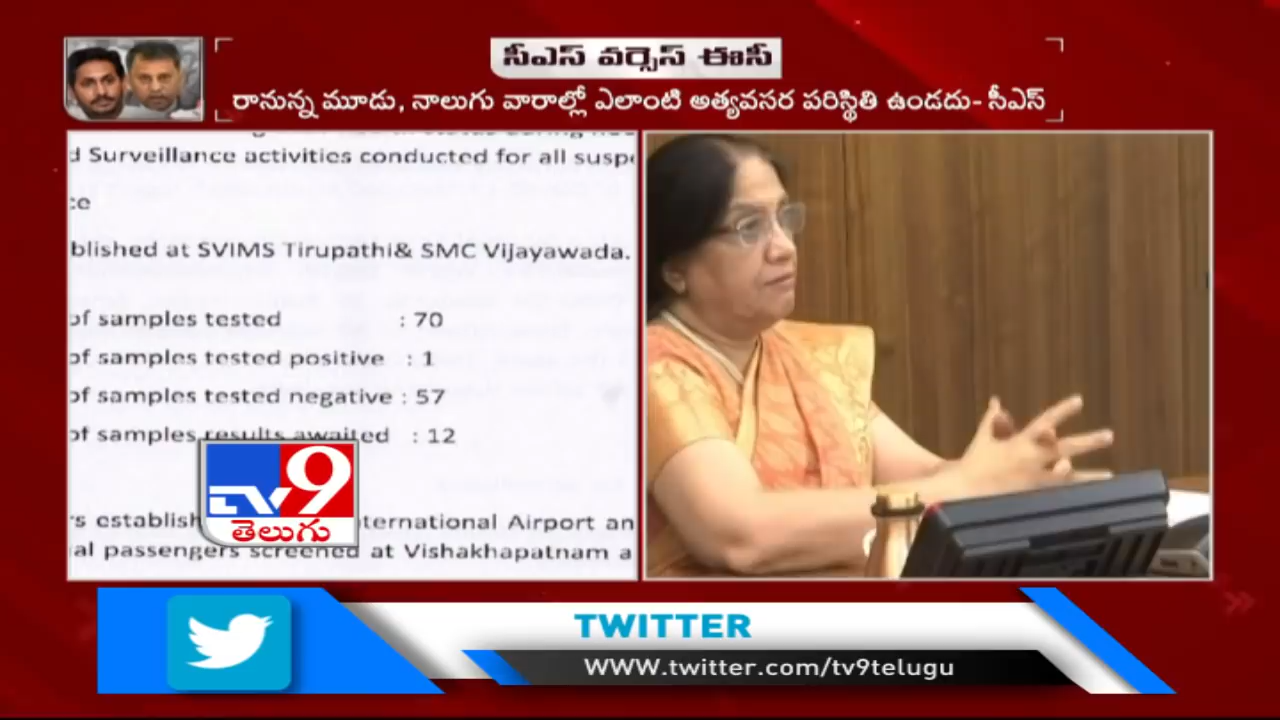 సీఎస్ వర్సెస్ ఈసీ
రానున్న మూడు, నాలుగు వారాల్లో ఎలాంటి అత్యవసర పరిస్థితి ఉండదు- సీఎస్
d Surveillance activities conducted for all susp
ce
blished at SVIMS Tirupathi& SMC Vijayawada.
of samples tested : 70
of samples tested positive : 1
of samples tested negative : 57
of samples results awaited : 12
TV9
తెలుగు
rs establish ternational Airport an
al passengers screened at Vishakhapatnam a
TWITTER
WWW.twitter.com/tv9telugu